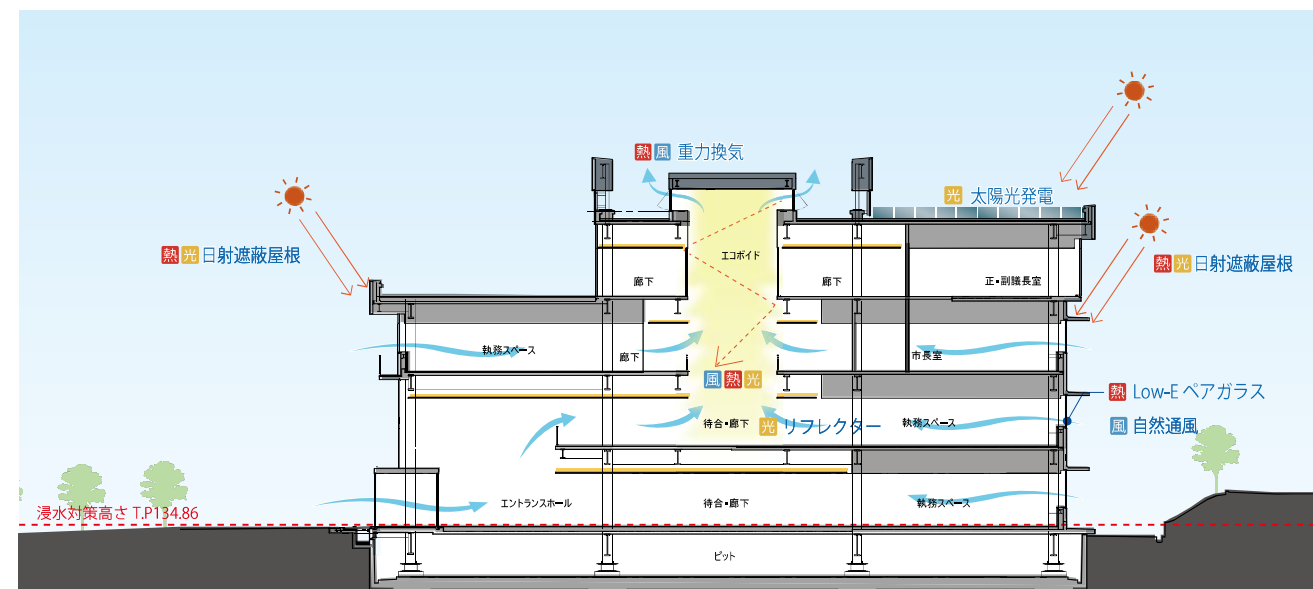 熱 風 重力換気
光 太陽光発電
熱 光 日射遮蔽屋根
エコボイド
熱 光 日射遮蔽屋根
廊下
廊下
正・副議長室
執務スペース
廊下
市長室
風 熱 光
熱 Low-E ペアガラス
待合・廊下
光 リフレクター
執務スペース
風 自然通風
エントランスホール
待合・廊下
執務スペース
浸水対策高さ T.P134.86
ピット